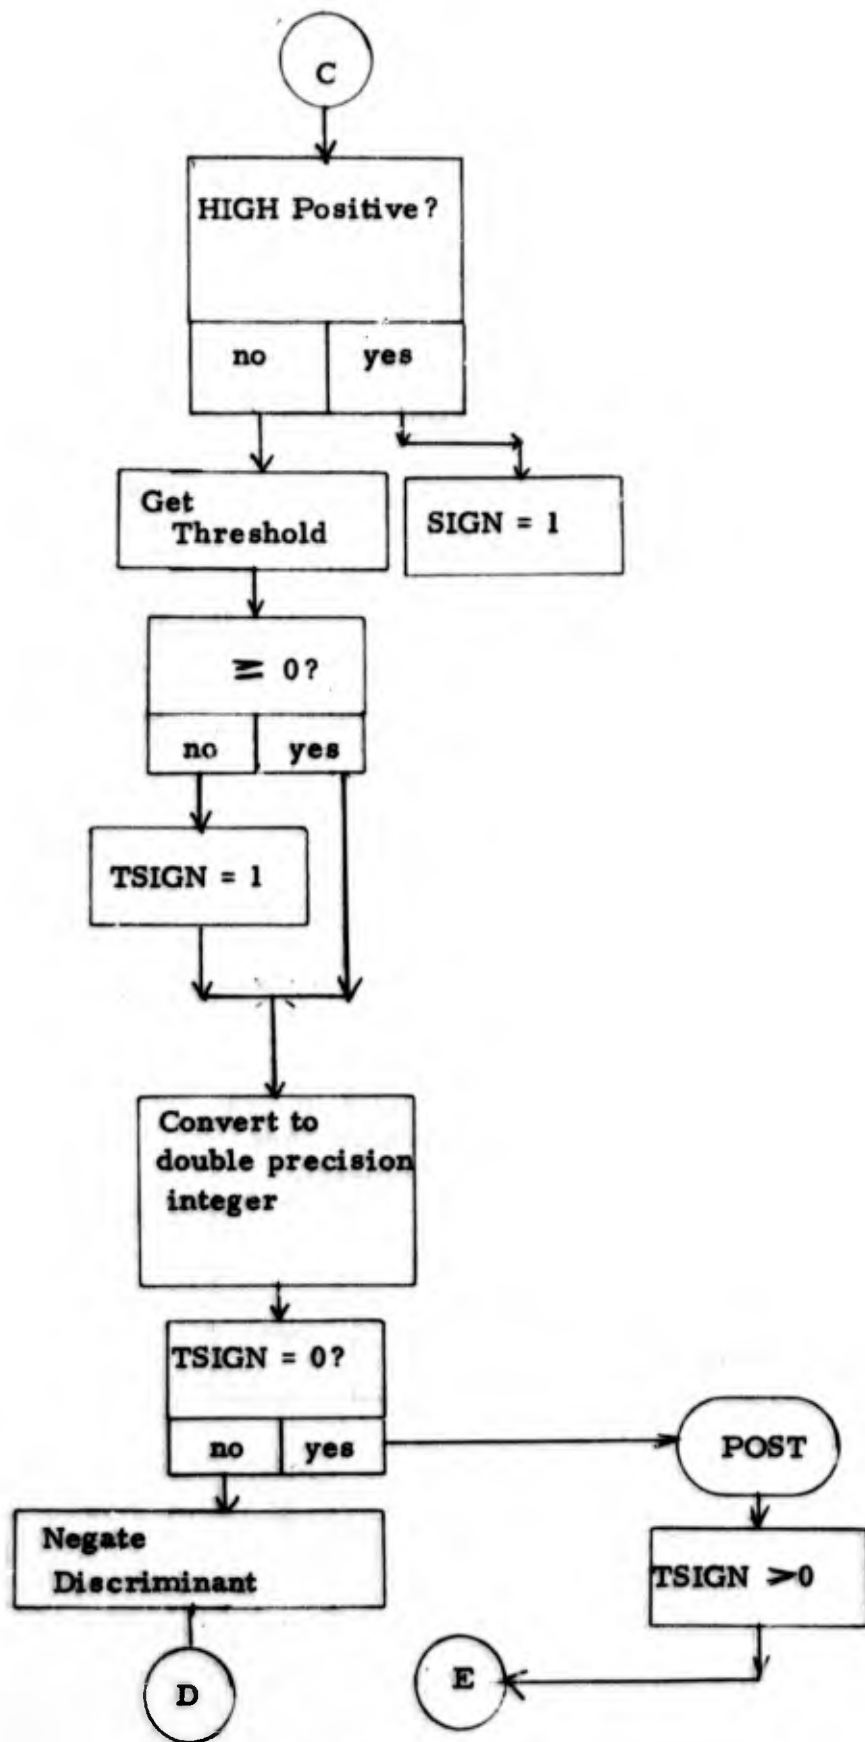 C
HIGH Positive?
no
yes
Get
Threshold
SIGN = 1
≥ 0?
no
yes
TSIGN = 1
Convert to
double precision
integer
TSIGN = 0?
no
yes
POST
Negate
Discriminant
TSIGN >0
D
E